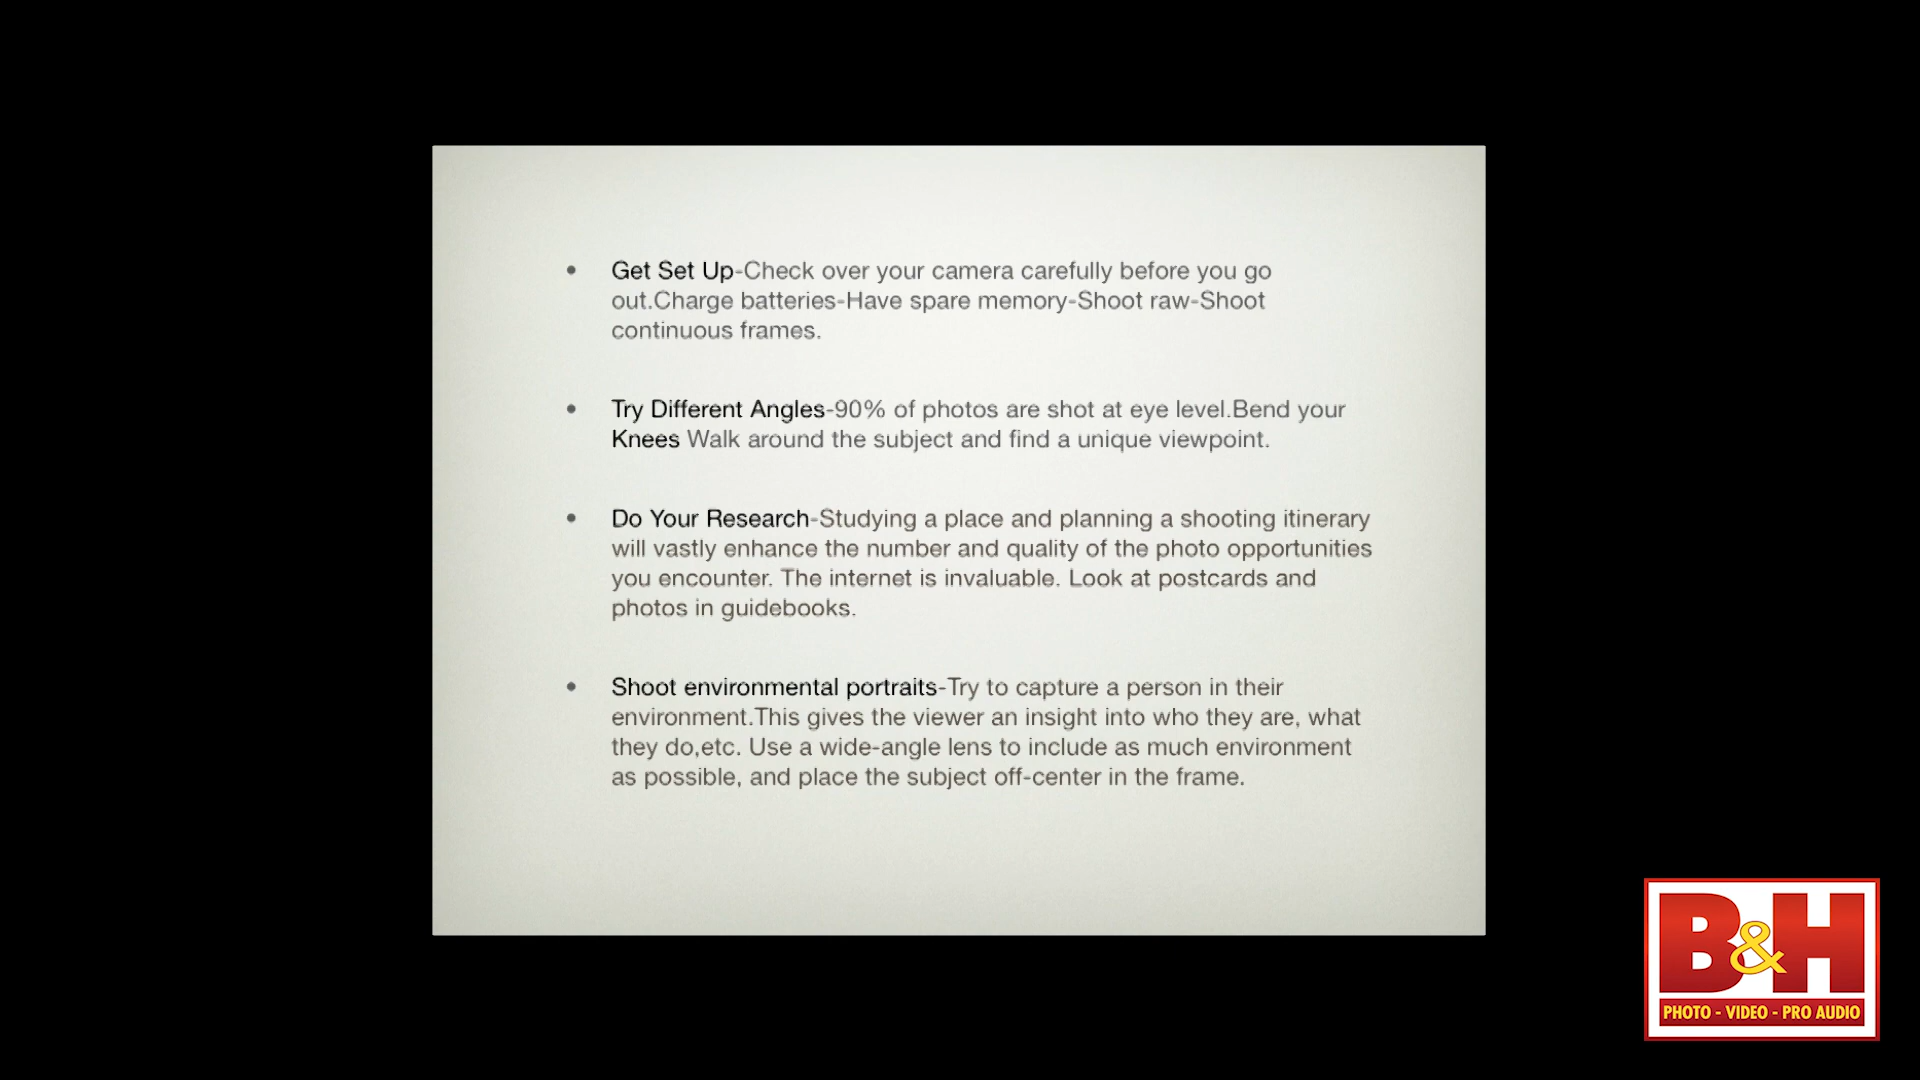 • Get Set Up-Check over your camera carefully before you go
out.Charge batteries-Have spare memory-Shoot raw-Shoot
continuous frames.
• Try Different Angles-90% of photos are shot at eye level.Bend your
Knees Walk around the subject and find a unique viewpoint.
• Do Your Research-Studying a place and planning a shooting itinerary
will vastly enhance the number and quality of the photo opportunities
you encounter. The internet is invaluable. Look at postcards and
photos in guidebooks.
• Shoot environmental portraits-Try to capture a person in their
environment.This gives the viewer an insight into who they are, what
they do,etc. Use a wide-angle lens to include as much environment
as possible, and place the subject off-center in the frame.
B&H
PHOTO - VIDEO - PRO AUDIO